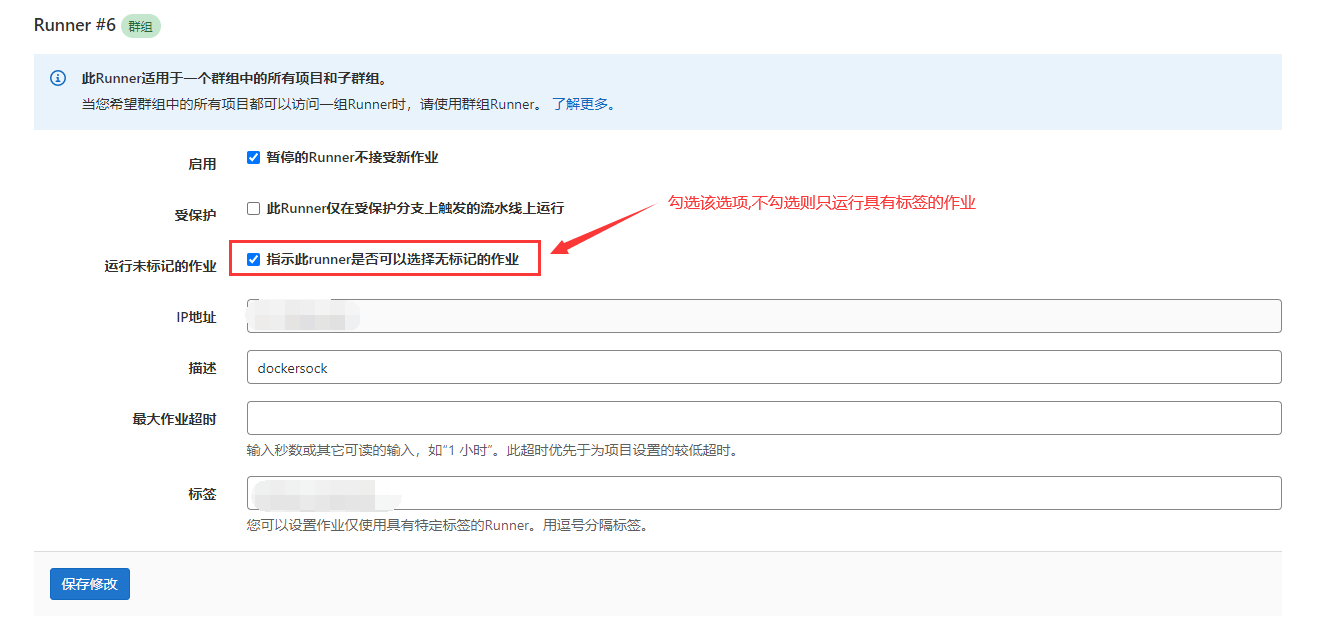 Runner #6 群组
此Runner适用于一个群组中的所有项目和子群组。
当您希望群组中的所有项目都可以访问一组Runner时，请使用群组Runner。 了解更多。
启用 暂停的Runner不接受新作业
受保护 此Runner仅在受保护分支上触发的流水线上运行
勾选该选项,不勾选则只运行具有标签的作业
运行未标记的作业 指示此runner是否可以选择无标记的作业
IP地址
描述 dockersock
最大作业超时
输入秒数或其它可读的输入，如“1 小时”。此超时优先于为项目设置的较低超时。
标签
您可以设置作业仅使用具有特定标签的Runner。用逗号分隔标签。
保存修改